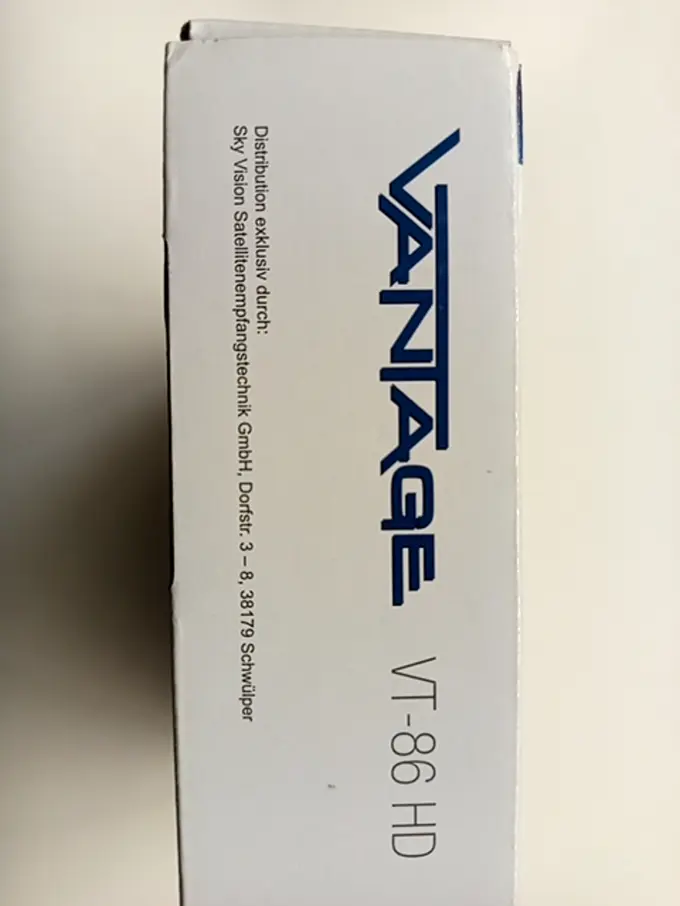 VANTAGE VT-86 HD
Distribution exklusiv durch:
Sky Vision Satellitenempfangstechnik GmbH, Dorfstr. 3 – 8, 38179 Schwülper